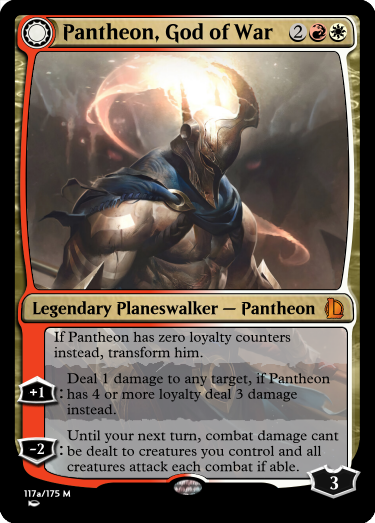 Pantheon, God of War 2
Legendary Planeswalker — Pantheon
If Pantheon has zero loyalty counters
instead, transform him.
+1: Deal 1 damage to any target, if Pantheon
has 4 or more loyalty deal 3 damage
instead.
-2: Until your next turn, combat damage cant
be dealt to creatures you control and all
creatures attack each combat if able.
3
117a/175 M